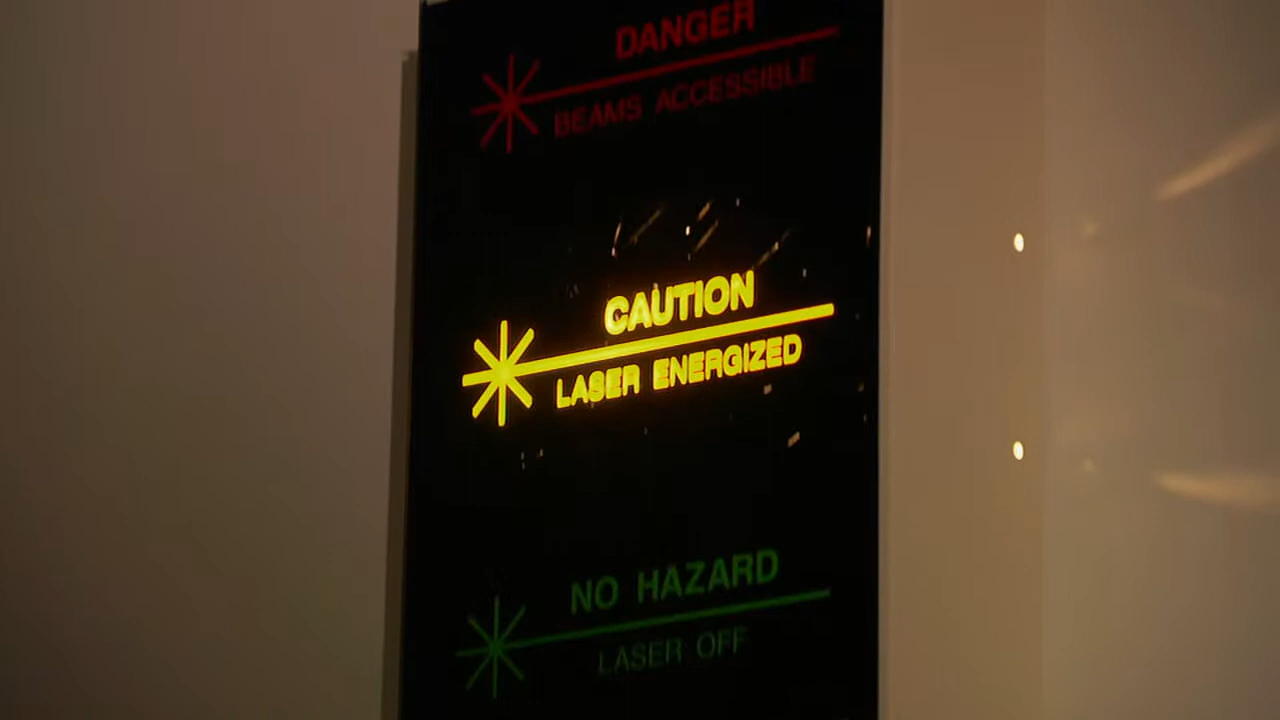 DANGER
BEAMS ACCESSIBLE
CAUTION
LASER ENERGIZED
NO HAZARD
LASER OFF